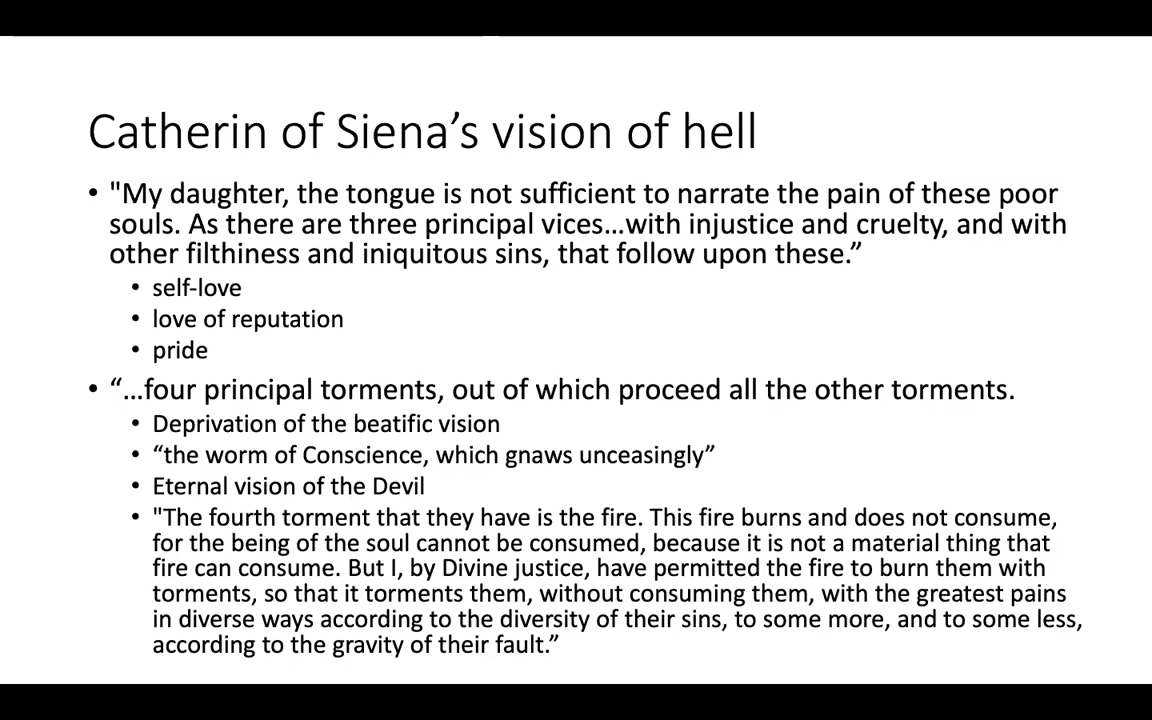 Catherin of Siena’s vision of hell
• "My daughter, the tongue is not sufficient to narrate the pain of these poor
souls. As there are three principal vices…with injustice and cruelty, and with
other filthiness and iniquitous sins, that follow upon these.”
• self-love
• love of reputation
• pride
• “…four principal torments, out of which proceed all the other torments.
• Deprivation of the beatific vision
• “the worm of Conscience, which gnaws unceasingly”
• Eternal vision of the Devil
• "The fourth torment that they have is the fire. This fire burns and does not consume,
for the being of the soul cannot be consumed, because it is not a material thing that
fire can consume. But I, by Divine justice, have permitted the fire to burn them with
torments, so that it torments them, without consuming them, with the greatest pains
in diverse ways according to the diversity of their sins, to some more, and to some less,
according to the gravity of their fault.”